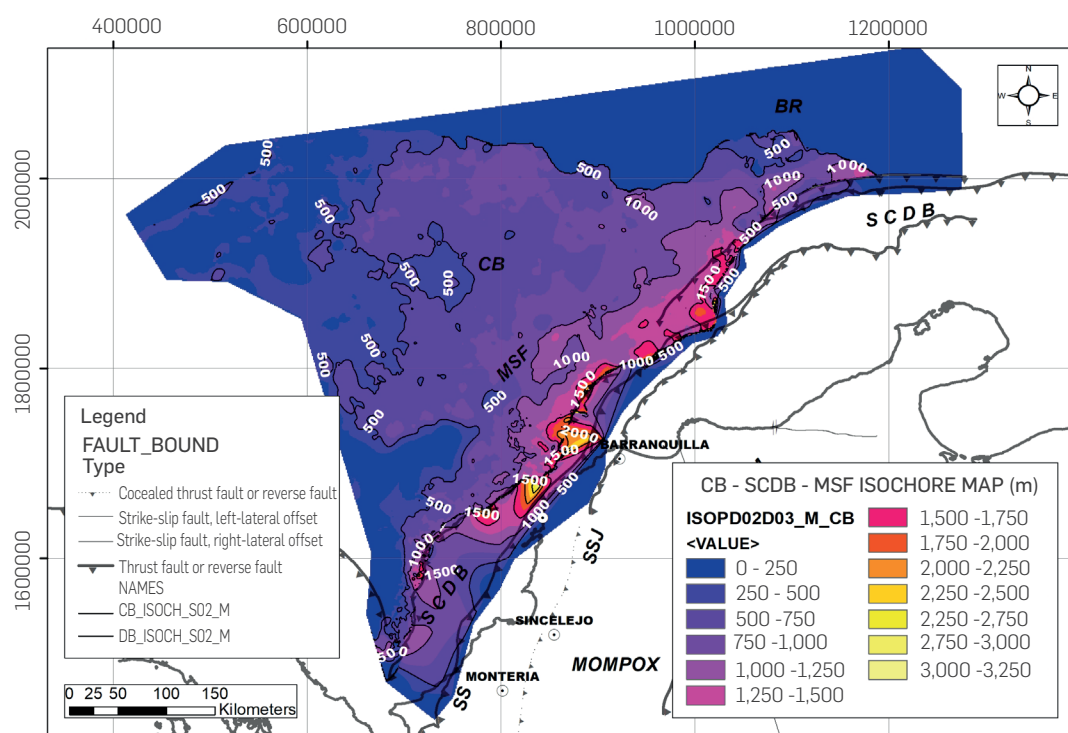 400000 600000 8000000 10000000 12000000
N
W E
S
BR
500
500
500
500
1000
1000
1000
500
500
SCDB
2000000
CB
500
500
500
1500
500
500
MSF
1000
1000
500
1800000
500
500
500
1500
2000
1500
BARRANQUILLA
1500
500
500
1500
1000
1000
1500
1600000
SCDB
SSJ
SINCELEJO
500
MOMPOX
MONTERIA
SS
Legend
FAULT_BOUND
Type
Cocealed thrust fault or reverse fault
Strike-slip fault, left-lateral offset
Strike-slip fault, right-lateral offset
Thrust fault or reverse fault
NAMES
CB_ISOCH_S02_M
DB_ISOCH_S02_M
0 25 50 100 150
Kilometers
CB - SCDB - MSF ISOCHORE MAP (m)
ISOPD02D03_M_CB
<VALUE>
0 - 250
250 - 500
500 -750
750 -1,000
1,000 -1,250
1,250 -1,500
1,500 -1,750
1,750 -2,000
2,000 -2,250
2,250 -2,500
2,250 -2,750
2,750 -3,000
3,000 -3,250